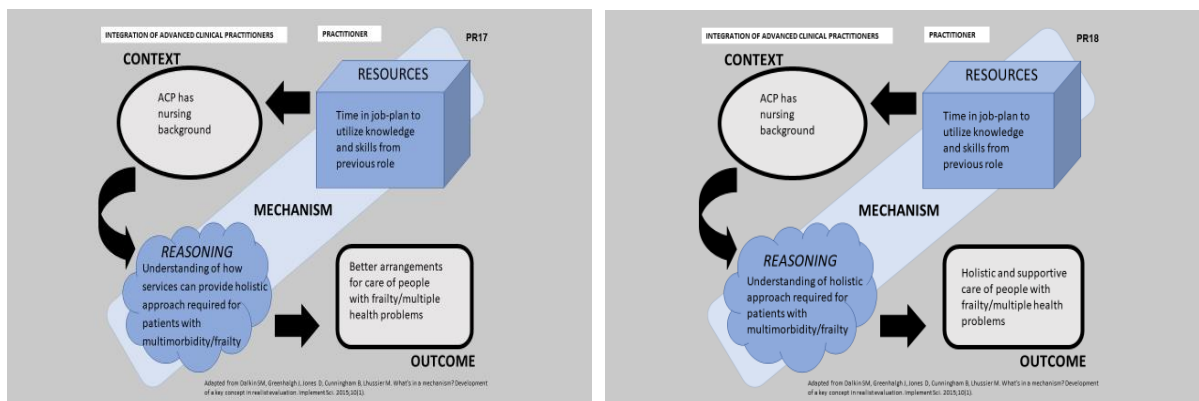 INTEGRATION OF ADVANCED CLINICAL PRACTITIONERS
PRACTITIONER
PR17
CONTEXT
RESOURCES
ACP has
nursing
background
Time in job-plan to
utilize knowledge
and skills from
previous role
MECHANISM
REASONING
Understanding of how
services can provide holistic
approach required for
patients with
multimorbidity/frailty
Better arrangements
for care of people
with frailty/multiple
health problems
OUTCOME
Adapted from Dalkin SM, Greenhalgh J, Jones D, Cunningham B, Lhussier M. What's in a mechanism? Development
of a key concept in realist evaluation. Implement Sci. 2015;10(1).
INTEGRATION OF ADVANCED CLINICAL PRACTITIONERS
PRACTITIONER
PR18
CONTEXT
RESOURCES
ACP has
nursing
background
Time in job-plan to
utilize knowledge
and skills from
previous role
MECHANISM
REASONING
Understanding of holistic
approach required for
patients with
multimorbidity/frailty
Holistic and supportive
care of people with
frailty/multiple health
problems
OUTCOME
Adapted from Dalkin SM, Greenhalgh J, Jones D, Cunningham B, Lhussier M. What's in a mechanism? Development
of a key concept in realist evaluation. Implement Sci. 2015;10(1).